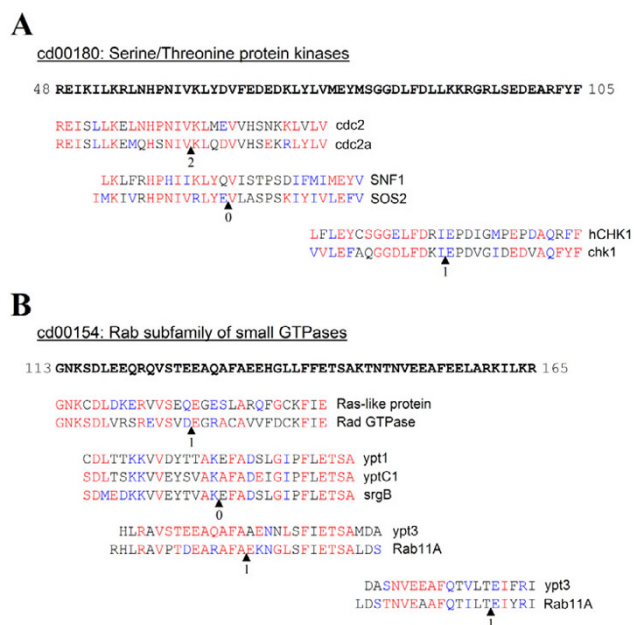 A
cd00180: Serine/Threonine protein kinases
48 REIKILKRLNHPNIVKLYDVFEDEDKLYLVMEYMSGGDLFDLLKKRGRLSEDEARFYF 105
REISLLKELNHPNIVKLMEVVHSNKKLVLV cdc2
REISLLKEMQHSNIVKLQDVVHSEKRLYLV cdc2a
2
LKLFRHPHIIKLYQVISTPSDIFMIMEYV SNF1
IMKIVRHPNIVRLYEVLASPSKIYIVLEFV SOS2
0
LFLEYCSGGELFDRIEPDIGMPEPDAQRFF hCHK1
VVLEFAQGGDLFDKIEPDVGIDEDVAQFYF chk1
1
B
cd00154: Rab subfamily of small GTPases
113 GNKSDLEEQRQVSTEEAQAFAEEHGLLFFETSAKTNTNVEEAFEELARKILKR 165
GNKCDLDKERVVSEQEGESLARQFGCKFIE Ras-like protein
GNKSDLVRSREVSVDEGRACAVVFDCKFIE Rad GTPase
1
CDLTTKKVVDYTTAKEFADSLGIPFLETSA ypt1
SDLTSKKVVEYSVAKAFADEIGIPFLETSA yptC1
SDMEDKKVVEYTVAKEFADSLGIPFLETSA srgB
0
HLRAVSTEEAQAFAAENNLSFIETSAMDA ypt3
RHLRAVPTDEARAFAEKNGLSFIETSALDS Rab11A
1
DASNVEEAFQTVLTEIFRI ypt3
LDSTNVEAAFQTILTEIYRI Rab11A
1